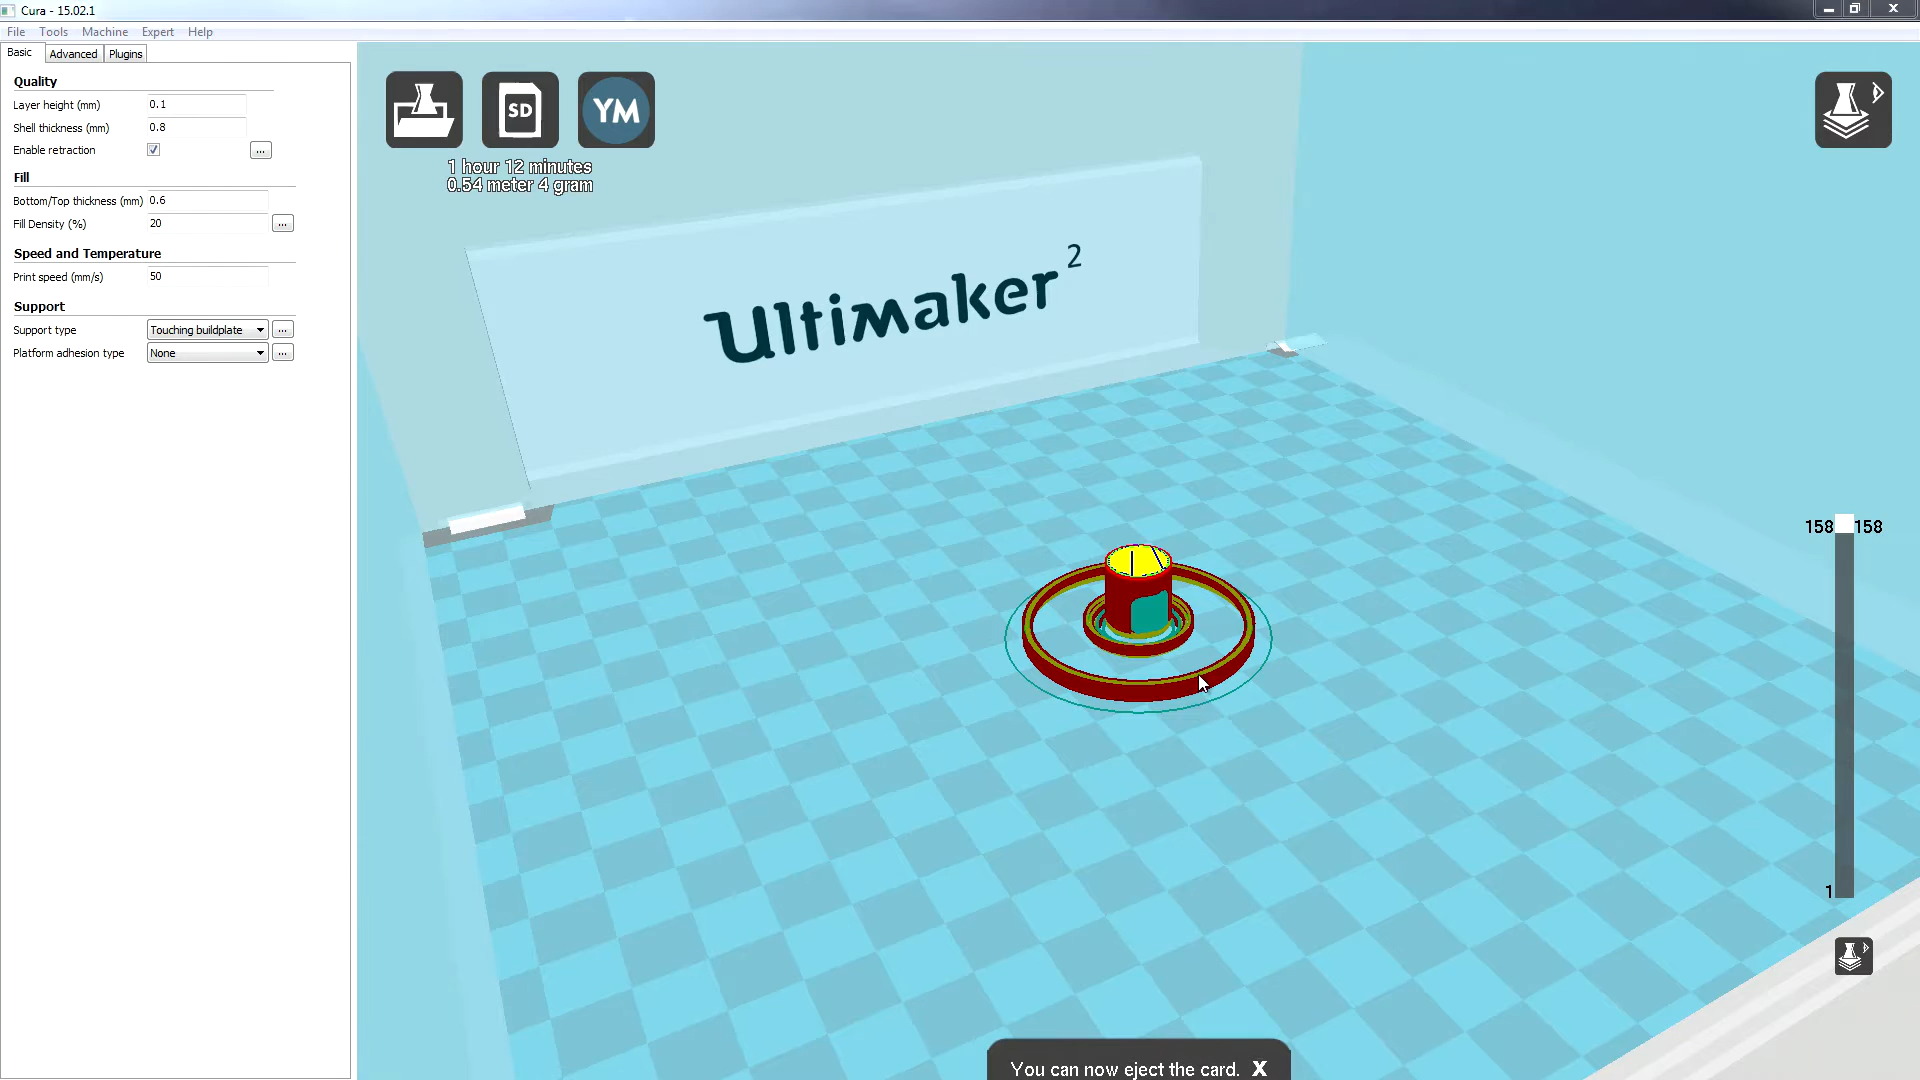 Cura - 15.02.1
File Tools Machine Expert Help
Basic Advanced Plugins
Quality
Layer height (mm) 0.1
Shell thickness (mm) 0.8
Enable retraction ...
Fill
Bottom/Top thickness (mm) 0.6
Fill Density (%) 20 ...
Speed and Temperature
Print speed (mm/s) 50
Support
Support type Touching buildplate ...
Platform adhesion type None ...
SD
YM
1 hour 12 minutes
0.54 meter 4 gram
Ultimaker²
158 158
1
You can now eject the card. X